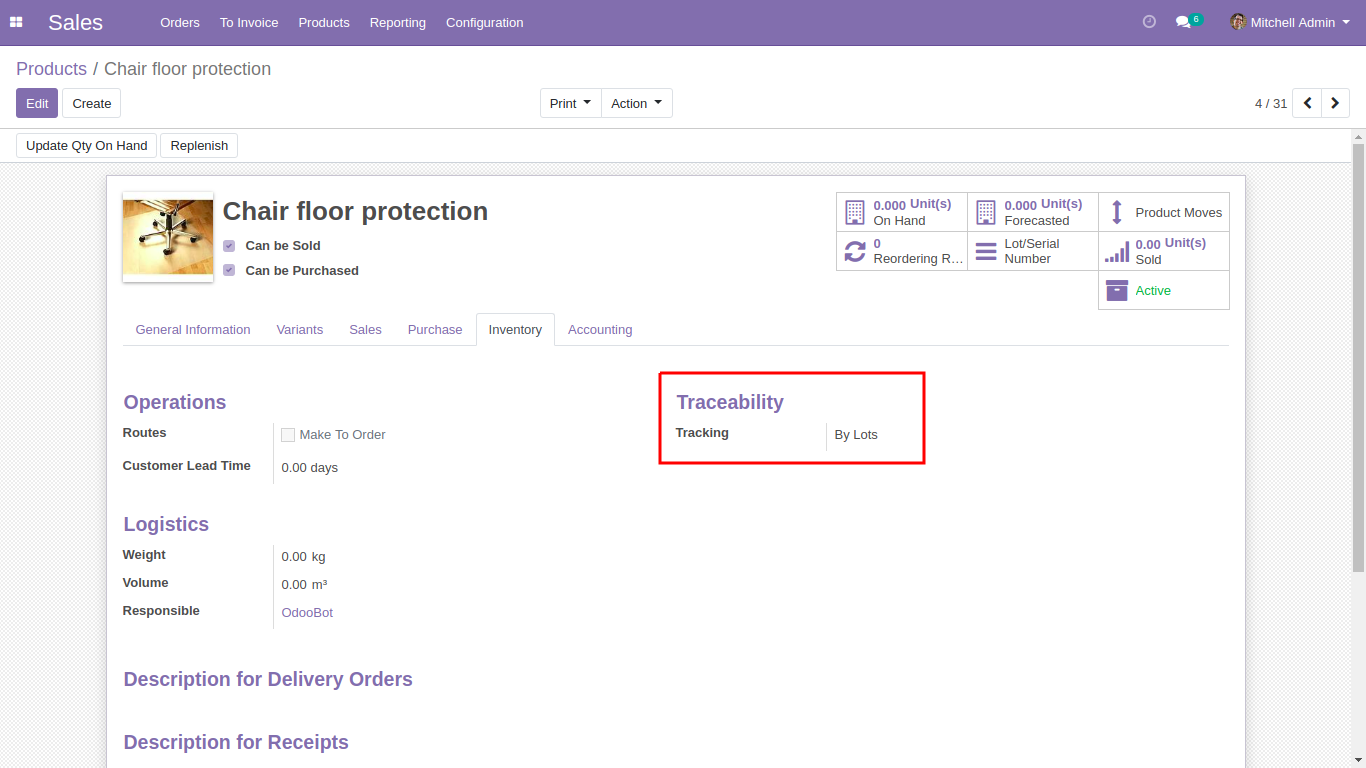 Sales Orders To Invoice Products Reporting Configuration 6 Mitchell Admin
Products / Chair floor protection
Edit Create Print Action 4 / 31
Update Qty On Hand Replenish
Chair floor protection
Can be Sold
Can be Purchased
0.000 Unit(s)
On Hand
0.000 Unit(s)
Forecasted
Product Moves
0
Reordering R…
Lot/Serial
Number
0.00 Unit(s)
Sold
Active
General Information Variants Sales Purchase Inventory Accounting
Operations
Routes Make To Order
Customer Lead Time 0.00 days
Traceability
Tracking By Lots
Logistics
Weight 0.00 kg
Volume 0.00 m³
Responsible OdooBot
Description for Delivery Orders
Description for Receipts